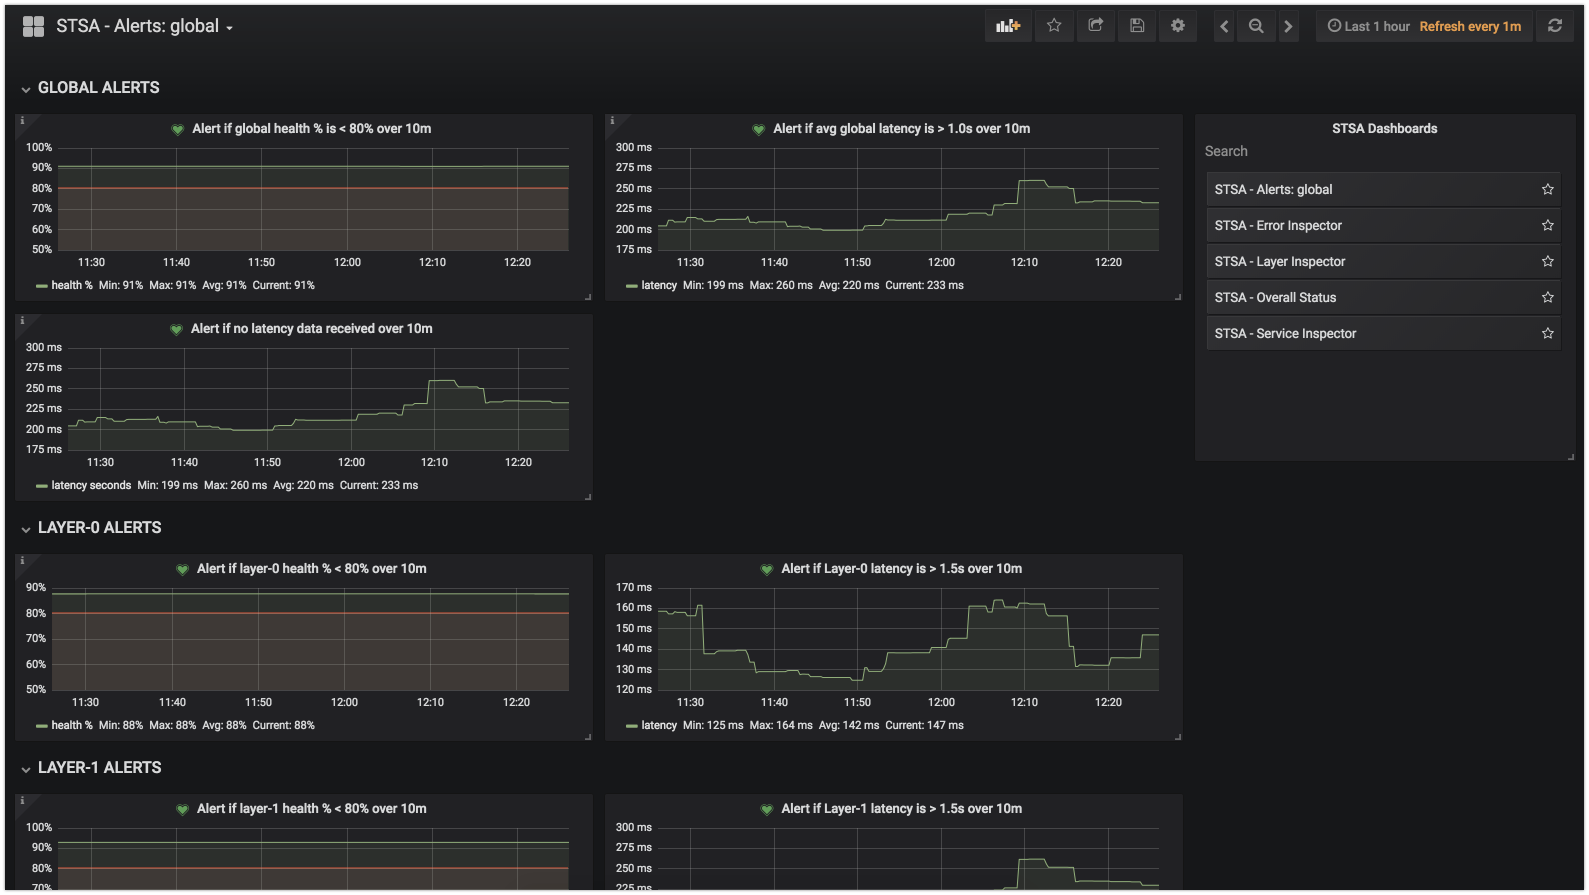 STSA - Alerts: global
Last 1 hour Refresh every 1m
GLOBAL ALERTS
Alert if global health % is < 80% over 10m
100%
90%
80%
70%
60%
50%
11:30 11:40 11:50 12:00 12:10 12:20
health % Min: 91% Max: 91% Avg: 91% Current: 91%
Alert if avg global latency is > 1.0s over 10m
300 ms
275 ms
250 ms
225 ms
200 ms
175 ms
11:30 11:40 11:50 12:00 12:10 12:20
latency Min: 199 ms Max: 260 ms Avg: 220 ms Current: 233 ms
STSA Dashboards
Search
STSA - Alerts: global
STSA - Error Inspector
STSA - Layer Inspector
STSA - Overall Status
STSA - Service Inspector
Alert if no latency data received over 10m
300 ms
275 ms
250 ms
225 ms
200 ms
175 ms
11:30 11:40 11:50 12:00 12:10 12:20
latency seconds Min: 199 ms Max: 260 ms Avg: 220 ms Current: 233 ms
LAYER-0 ALERTS
Alert if layer-0 health % < 80% over 10m
90%
80%
70%
60%
50%
11:30 11:40 11:50 12:00 12:10 12:20
health % Min: 88% Max: 88% Avg: 88% Current: 88%
Alert if Layer-0 latency is > 1.5s over 10m
170 ms
160 ms
150 ms
140 ms
130 ms
120 ms
11:30 11:40 11:50 12:00 12:10 12:20
latency Min: 125 ms Max: 164 ms Avg: 142 ms Current: 147 ms
LAYER-1 ALERTS
Alert if layer-1 health % < 80% over 10m
100%
90%
80%
70%
Alert if Layer-1 latency is > 1.5s over 10m
300 ms
275 ms
250 ms
225 ms